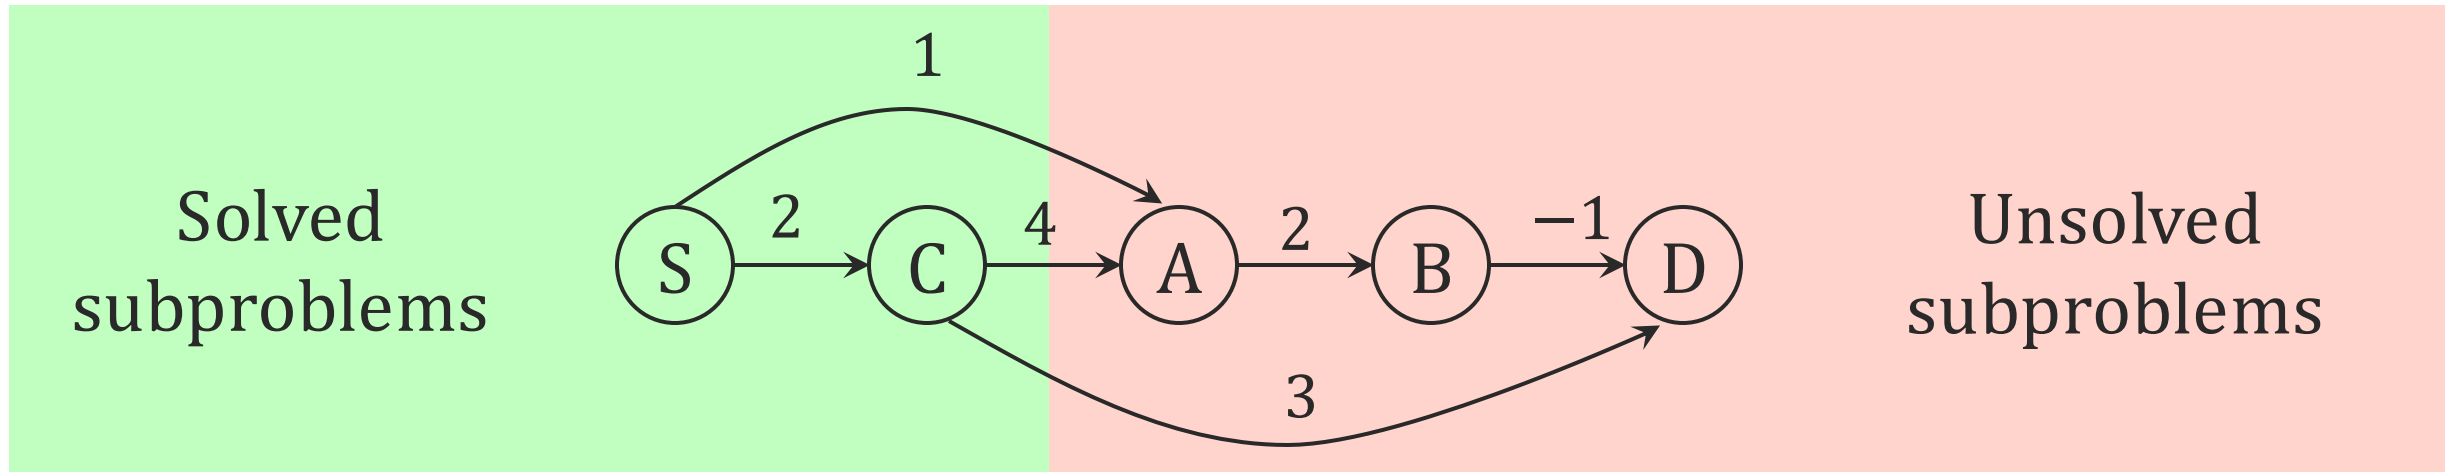 1
Solved
subproblems
2
4
2
−1
S
C
A
B
D
3
Unsolved
subproblems